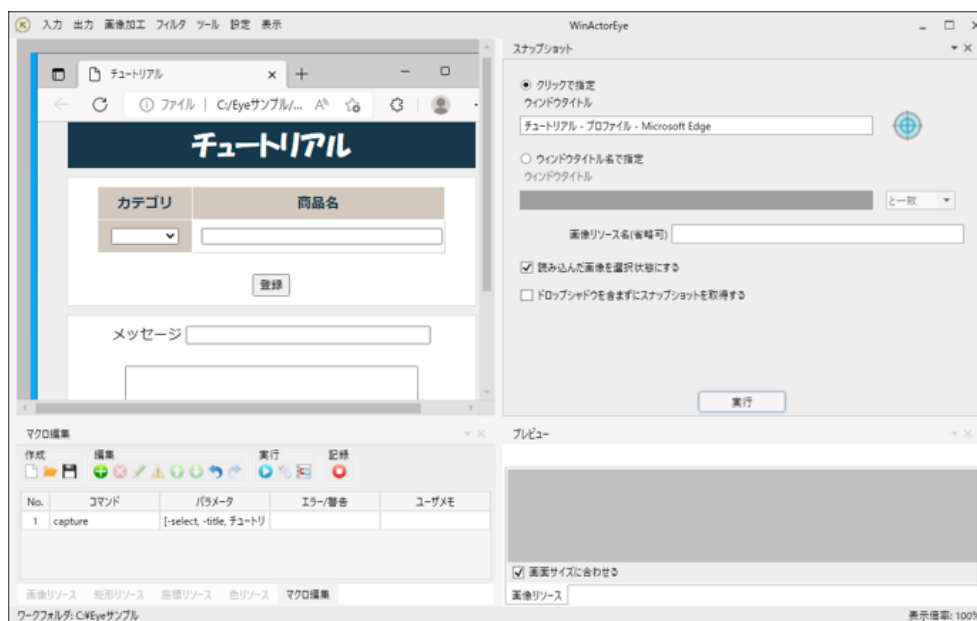 入力 出力 画像加工 フィルタ ツール 設定 表示
WinActorEye
チュートリアル
ファイル | C:/Eyeサンプル/...
チュートリアル
カテゴリ 商品名
登録
メッセージ
スナップショット
クリックで指定
ウィンドウタイトル
チュートリアル - プロファイル - Microsoft Edge
ウィンドウタイトル名で指定
ウィンドウタイトル
と一致
画像リソース名(省略可)
読み込んだ画像を選択状態にする
ドロップシャドウを含まずにスナップショットを取得する
実行
マクロ編集
作成 編集 実行 記録
No. コマンド パラメータ エラー/警告 ユーザメモ
1 capture [-select, -title, チュートリ
画像リソース 矩形リソース 座標リソース 色リソース マクロ編集
プレビュー
画面サイズに合わせる
画像リソース
ワークフォルダ: C:¥Eyeサンプル
表示倍率: 100%